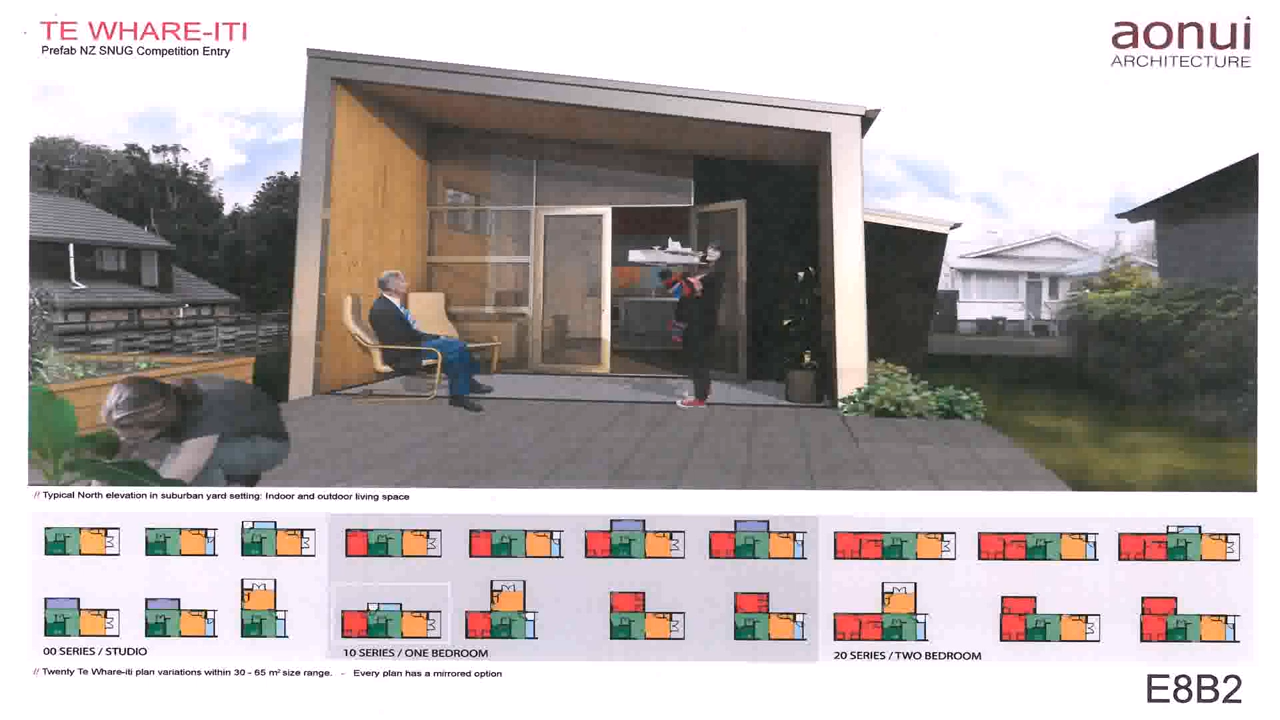 TE WHARE-ITI
Prefab NZ SNUG Competition Entry
aonui
ARCHITECTURE
// Typical North elevation in suburban yard setting: Indoor and outdoor living space
00 SERIES / STUDIO
10 SERIES / ONE BEDROOM
20 SERIES / TWO BEDROOM
// Twenty Te Whare-iti plan variations within 30 - 65 m² size range. - Every plan has a mirrored option
E8B2